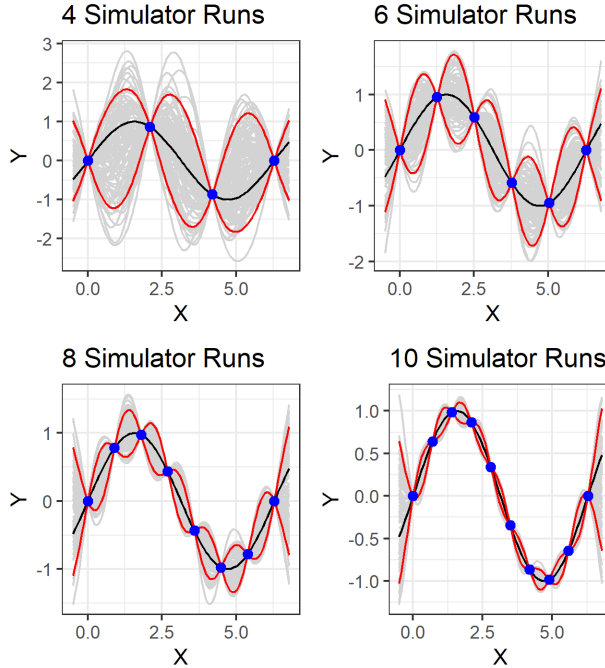 4 Simulator Runs
3
2
1
0
-1
-2
Y
0.0 2.5 5.0
X
6 Simulator Runs
1
0
-1
-2
Y
0.0 2.5 5.0
X
8 Simulator Runs
1
0
-1
Y
0.0 2.5 5.0
X
10 Simulator Runs
1.0
0.5
0.0
-0.5
-1.0
Y
0.0 2.5 5.0
X